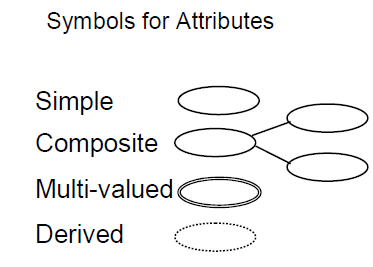 Symbols for Attributes
Simple
Composite
Multi-valued
Derived